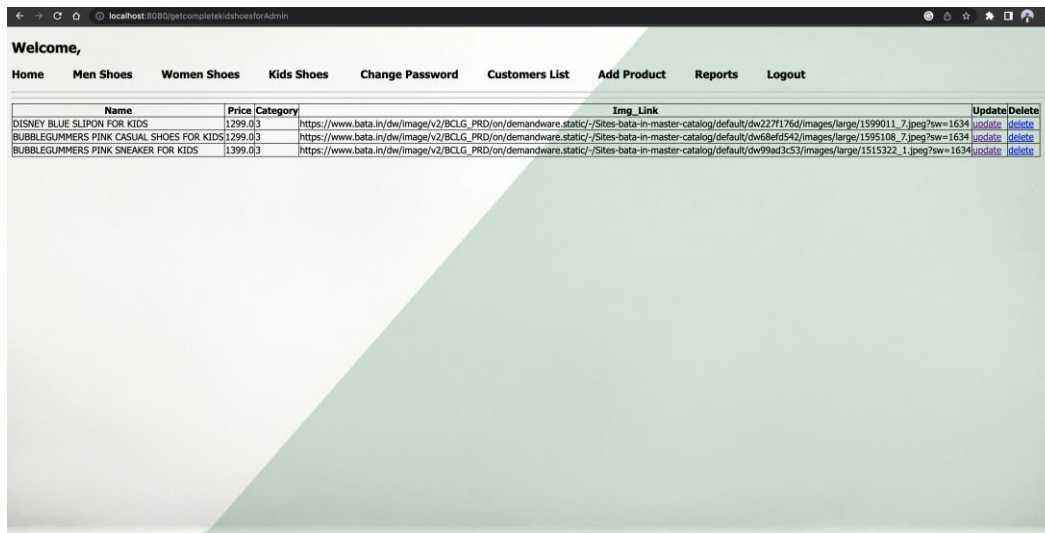 localhost:8080/getcompletekidshoesforAdmin
Welcome,
Home Men Shoes Women Shoes Kids Shoes Change Password Customers List Add Product Reports Logout
Name Price Category Img_Link Update Delete
DISNEY BLUE SLIPON FOR KIDS 1299.0 3 https://www.bata.in/dw/image/v2/BCLG_PRD/on/demandware.static/-/Sites-bata-in-master-catalog/default/dw227f176d/images/large/1599011_7.jpeg?sw=1634 update delete
BUBBLEGUMMERS PINK CASUAL SHOES FOR KIDS 1299.0 3 https://www.bata.in/dw/image/v2/BCLG_PRD/on/demandware.static/-/Sites-bata-in-master-catalog/default/dw68efd542/images/large/1595108_7.jpeg?sw=1634 update delete
BUBBLEGUMMERS PINK SNEAKER FOR KIDS 1399.0 3 https://www.bata.in/dw/image/v2/BCLG_PRD/on/demandware.static/-/Sites-bata-in-master-catalog/default/dw99ad3c53/images/large/1515322_1.jpeg?sw=1634 update delete